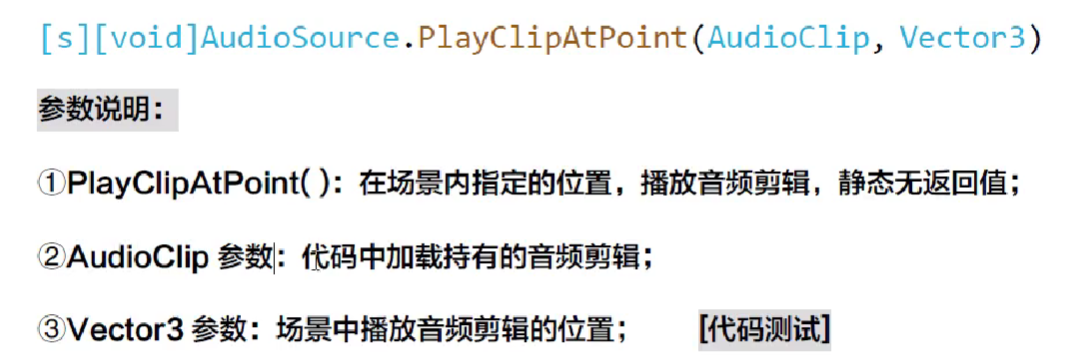 [s][void]AudioSource.PlayClipAtPoint(AudioClip, Vector3)
参数说明：
①PlayClipAtPoint( )：在场景内指定的位置，播放音频剪辑，静态无返回值；
②AudioClip 参数：代码中加载持有的音频剪辑；
③Vector3 参数：场景中播放音频剪辑的位置； [代码测试]